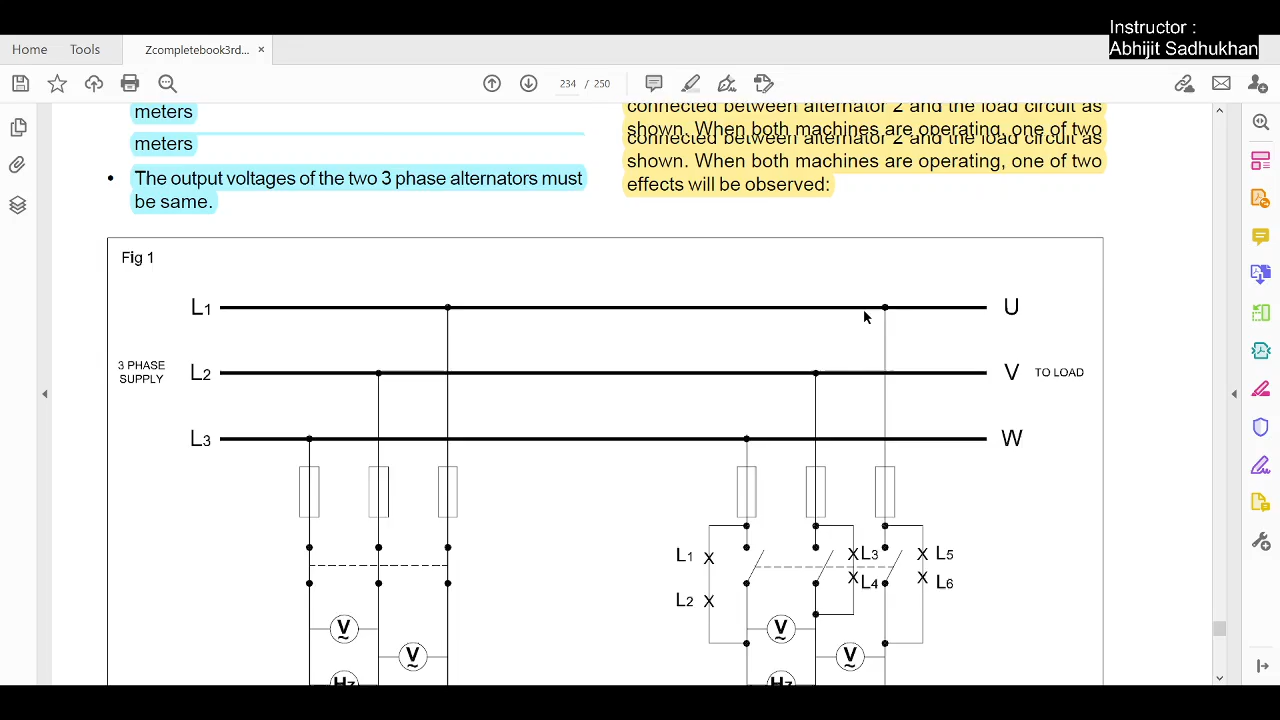 Instructor :
Abhijit Sadhukhan
Home
Tools
Zcompletebook3rd... ×
234 / 250
meters
meters
• The output voltages of the two 3 phase alternators must
be same.
connected between alternator 2 and the load circuit as
shown. When both machines are operating, one of two
connected between alternator 2 and the load circuit as
shown. When both machines are operating, one of two
effects will be observed:
Fig 1
L1
U
3 PHASE
SUPPLY
L2
V
TO LOAD
L3
W
L1
L3
L5
L2
L4
L6
V
V
V
V
Hz
Hz